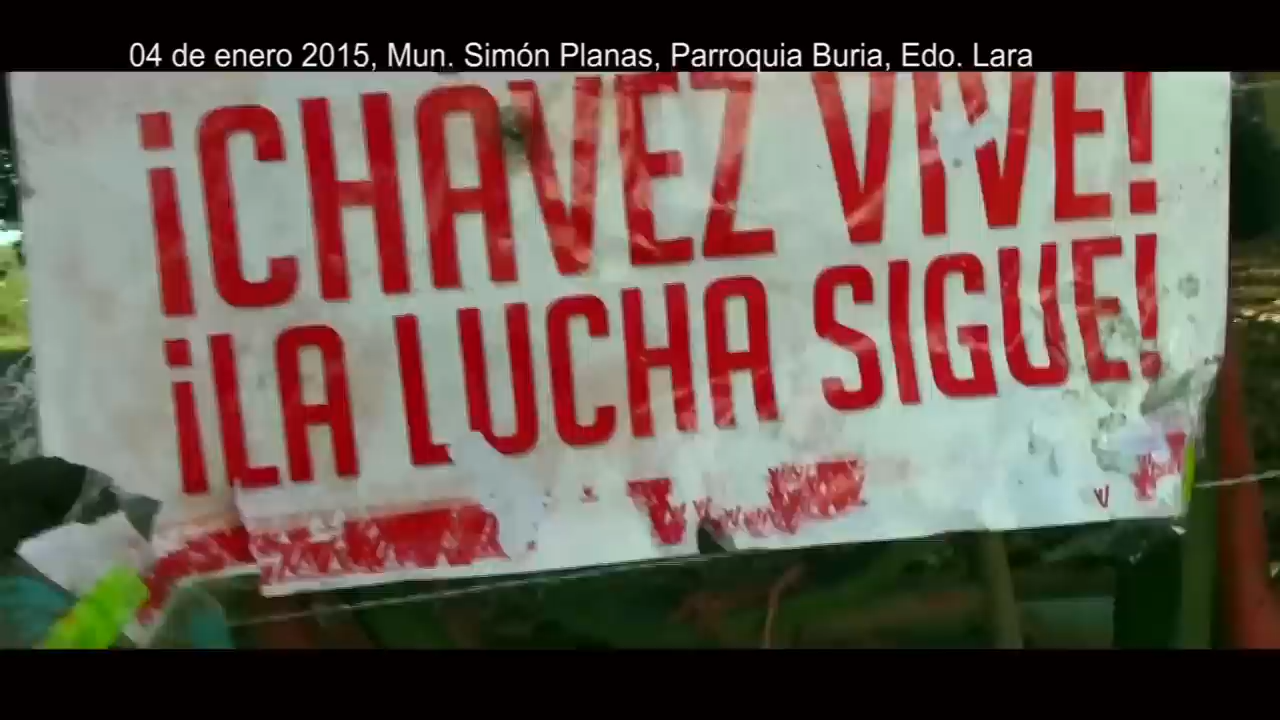 04 de enero 2015, Mun. Simón Planas, Parroquia Buria, Edo. Lara
¡CHAVEZ VIVE!
¡LA LUCHA SIGUE!